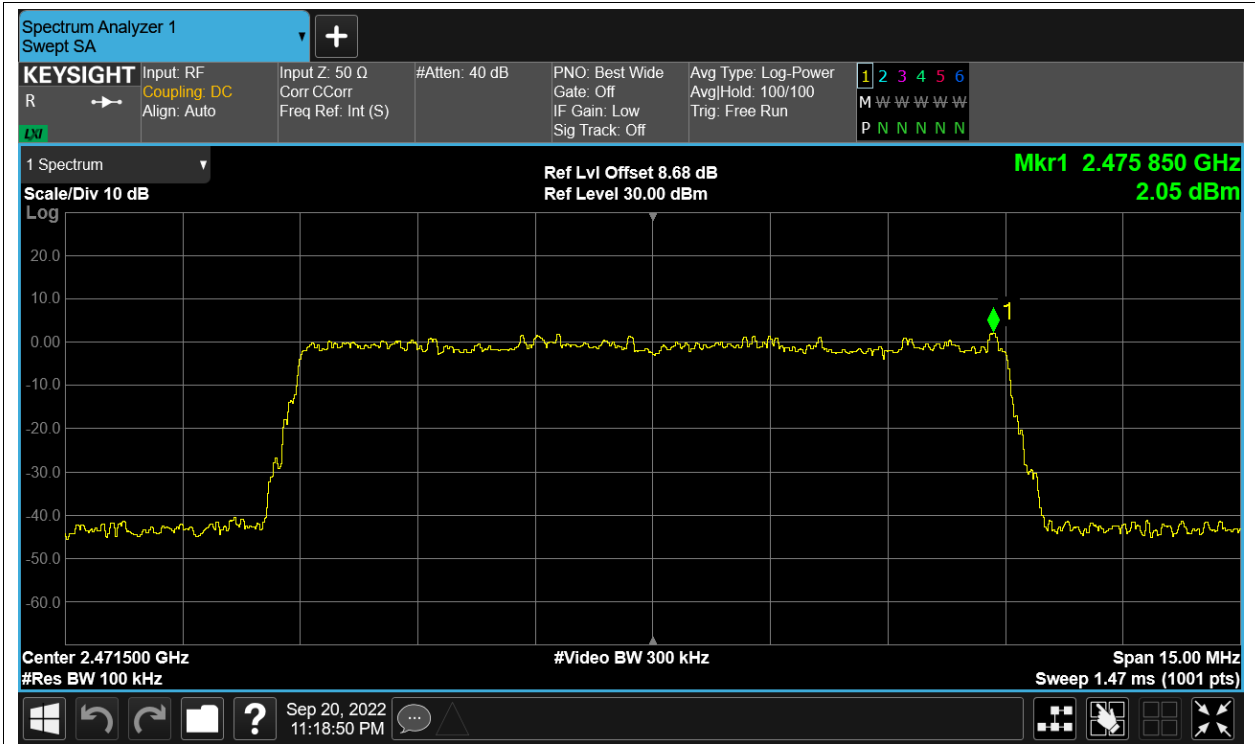 Spectrum Analyzer 1
Swept SA
+
KEYSIGHT
R
LXI
Input: RF
Coupling: DC
Align: Auto
Input Z: 50 Ω
Corr CCorr
Freq Ref: Int (S)
#Atten: 40 dB
PNO: Best Wide
Gate: Off
IF Gain: Low
Sig Track: Off
Avg Type: Log-Power
Avg|Hold: 100/100
Trig: Free Run
1 2 3 4 5 6
M W W W W W
P N N N N N
1 Spectrum
Scale/Div 10 dB
Log
Ref Lvl Offset 8.68 dB
Ref Level 30.00 dBm
Mkr1 2.475 850 GHz
2.05 dBm
20.0
10.0
0.00
-10.0
-20.0
-30.0
-40.0
-50.0
-60.0
1
Center 2.471500 GHz
#Res BW 100 kHz
#Video BW 300 kHz
Span 15.00 MHz
Sweep 1.47 ms (1001 pts)
?
Sep 20, 2022
11:18:50 PM